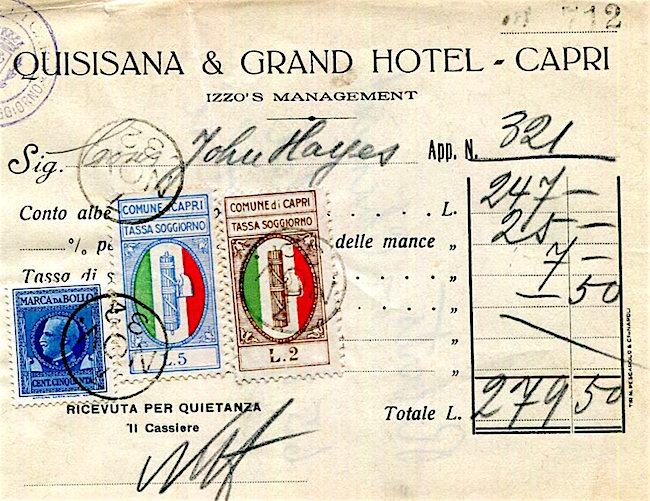 712
QUISISANA & GRAND HOTEL - CAPRI
IZZO'S MANAGEMENT
Sig. John Hayes App. N. 321
Conto albe L. 247 —
% pe delle mance „ 25 —
Tassa di s „ 7 —
„ — 50
„
„
COMUNE di CAPRI
TASSA SOGGIORNO
L. 5
COMUNE di CAPRI
TASSA SOGGIORNO
L. 2
MARCA DA BOLLO
CENT. CINQUANTA
RICEVUTA PER QUIETANZA
Il Cassiere
Totale L. 279 50